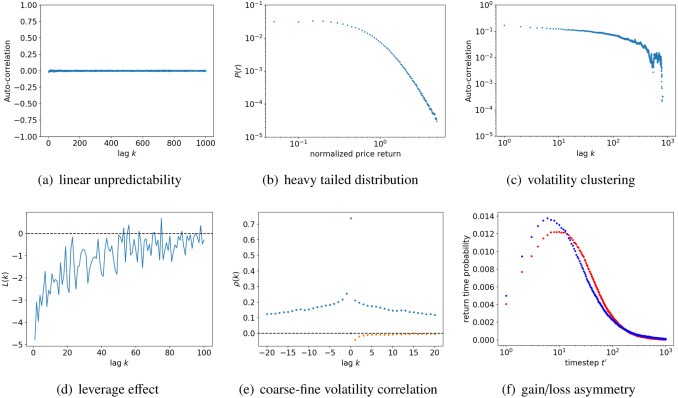 1.00
0.75
0.50
0.25
0.00
−0.25
−0.50
−0.75
−1.00
Auto-correlation
0 200 400 600 800 1000
lag k
(a) linear unpredictability
10⁻¹
10⁻²
10⁻³
10⁻⁴
10⁻⁵
P(r)
10⁻¹ 10⁰
normalized price return
(b) heavy tailed distribution
10⁰
10⁻¹
10⁻²
10⁻³
10⁻⁴
10⁻⁵
Auto-correlation
10⁰ 10¹ 10² 10³
lag k
(c) volatility clustering
0
−1
−2
−3
−4
−5
L(k)
0 20 40 60 80 100
lag k
(d) leverage effect
0.7
0.6
0.5
0.4
0.3
0.2
0.1
0.0
ρ(k)
−20 −15 −10 −5 0 5 10 15 20
lag k
(e) coarse-fine volatility correlation
0.014
0.012
0.010
0.008
0.006
0.004
0.002
0.000
return time probability
10⁰ 10¹ 10² 10³
timestep t′
(f) gain/loss asymmetry